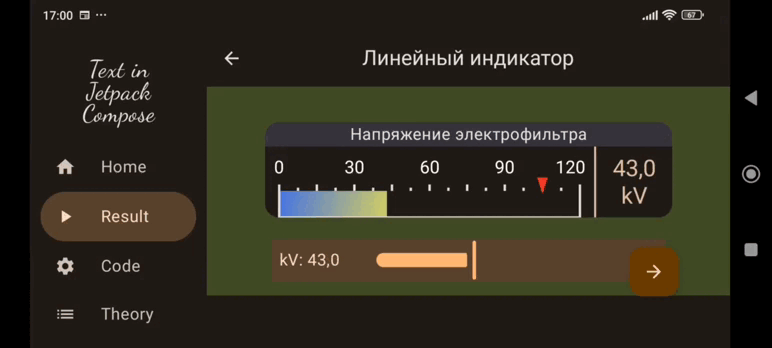 17:00
67
Text in
Jetpack
Compose
Home
Result
Code
Theory
Линейный индикатор
Напряжение электрофильтра
0 30 60 90 120
43,0
kV
kV: 43,0